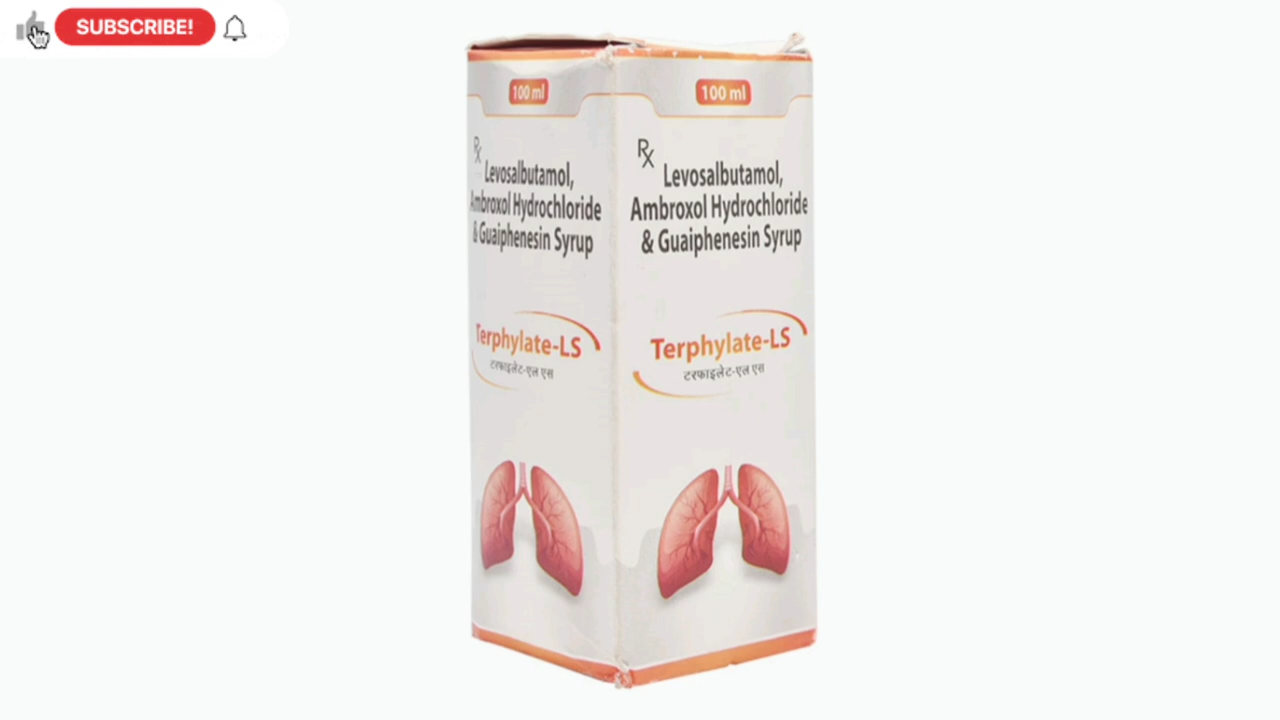 SUBSCRIBE!
100 ml
Rx
Levosalbutamol,
Ambroxol Hydrochloride
& Guaiphenesin Syrup
Terphylate-LS
टरफाइलेट-एल एस
100 ml
Rx
Levosalbutamol,
Ambroxol Hydrochloride
& Guaiphenesin Syrup
Terphylate-LS
टरफाइलेट-एल एस